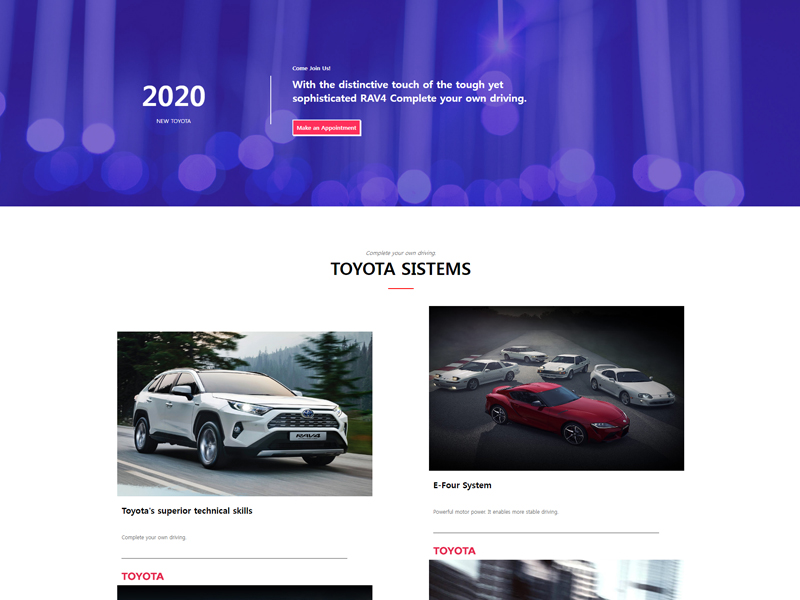 Come Join Us!
2020
NEW TOYOTA
With the distinctive touch of the tough yet
sophisticated RAV4 Complete your own driving.
Make an Appointment
Complete your own driving.
TOYOTA SISTEMS
RAV4
Toyota's superior technical skills
Complete your own driving.
TOYOTA
E-Four System
Powerful motor power. It enables more stable driving.
TOYOTA